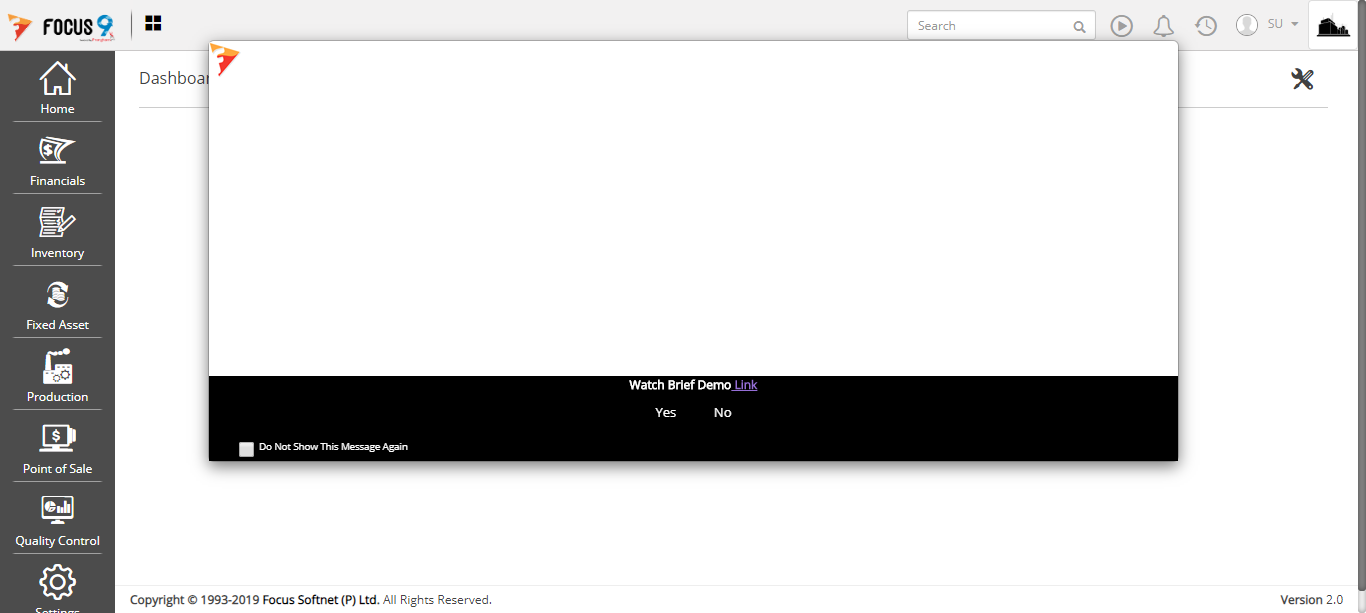 FOCUS 9
Search
SU
Dashboar
Home
Financials
Inventory
Fixed Asset
Production
Point of Sale
Quality Control
Settings
Watch Brief Demo Link
Yes No
Do Not Show This Message Again
Copyright © 1993-2019 Focus Softnet (P) Ltd. All Rights Reserved.
Version 2.0